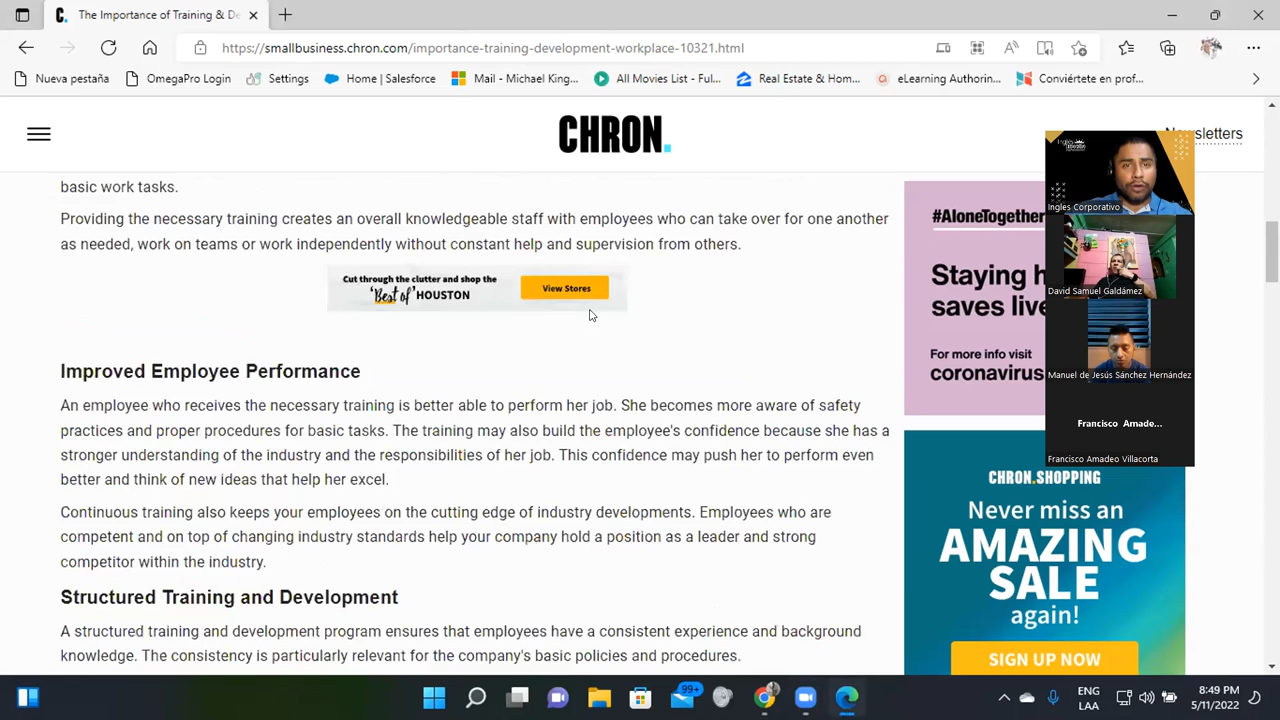 The Importance of Training & De
https://smallbusiness.chron.com/importance-training-development-workplace-10321.html
Nueva pestaña
OmegaPro Login
Settings
Home | Salesforce
Mail - Michael King...
All Movies List - Ful...
Real Estate & Hom...
eLearning Authorin...
Conviértete en prof...
CHRON.
Newsletters
basic work tasks.
Providing the necessary training creates an overall knowledgeable staff with employees who can take over for one another
as needed, work on teams or work independently without constant help and supervision from others.
Cut through the clutter and shop the
'Best of' HOUSTON
View Stores
Improved Employee Performance
An employee who receives the necessary training is better able to perform her job. She becomes more aware of safety
practices and proper procedures for basic tasks. The training may also build the employee's confidence because she has a
stronger understanding of the industry and the responsibilities of her job. This confidence may push her to perform even
better and think of new ideas that help her excel.
Continuous training also keeps your employees on the cutting edge of industry developments. Employees who are
competent and on top of changing industry standards help your company hold a position as a leader and strong
competitor within the industry.
Structured Training and Development
A structured training and development program ensures that employees have a consistent experience and background
knowledge. The consistency is particularly relevant for the company's basic policies and procedures.
#AloneTogether
Staying h
saves live
For more info visit
coronavirus
CHRON.SHOPPING
Never miss an
AMAZING
SALE
again!
SIGN UP NOW
Ingles Corporativo
David Samuel Galdámez
Manuel de Jesús Sánchez Hernández
Francisco Amade...
Francisco Amadeo Villacorta
99+
ENG
LAA
8:49 PM
5/11/2022